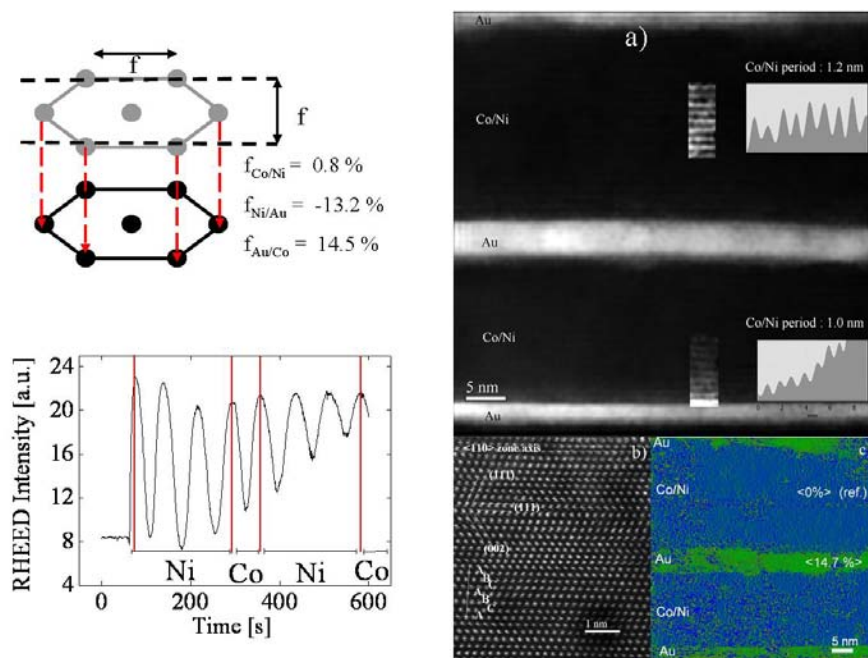 f
f
f_Co/Ni = 0.8 %
f_Ni/Au = -13.2 %
f_Au/Co = 14.5 %
RHEED Intensity [a.u.]
24
20
16
12
8
4
Ni
Co
Ni
Co
0
200
400
600
Time [s]
Au
a)
Co/Ni period : 1.2 nm
Co/Ni
Au
Co/Ni
Co/Ni period : 1.0 nm
5 nm
Au
<110> zone axis
b)
(111)
(002)
A
B
C
A
B
C
A
1 nm
Au
c
Co/Ni
<0%> (ref.)
Au
<14.7 %>
Co/Ni
Au
5 nm